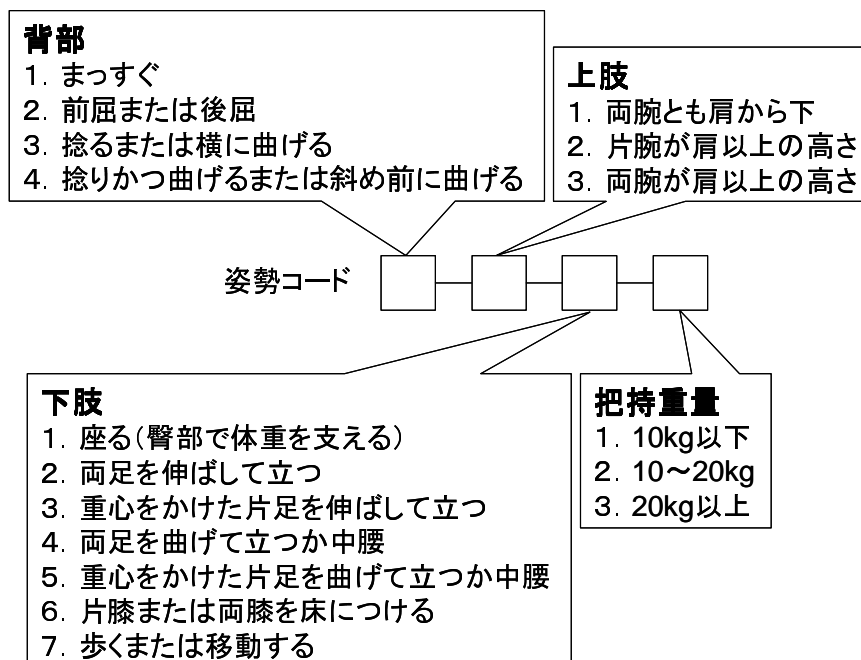 背部
1. まっすぐ
2. 前屈または後屈
3. 捻るまたは横に曲げる
4. 捻りかつ曲げるまたは斜め前に曲げる
上肢
1. 両腕とも肩から下
2. 片腕が肩以上の高さ
3. 両腕が肩以上の高さ
姿勢コード
下肢
1. 座る(臀部で体重を支える)
2. 両足を伸ばして立つ
3. 重心をかけた片足を伸ばして立つ
4. 両足を曲げて立つか中腰
5. 重心をかけた片足を曲げて立つか中腰
6. 片膝または両膝を床につける
7. 歩くまたは移動する
把持重量
1. 10kg以下
2. 10～20kg
3. 20kg以上